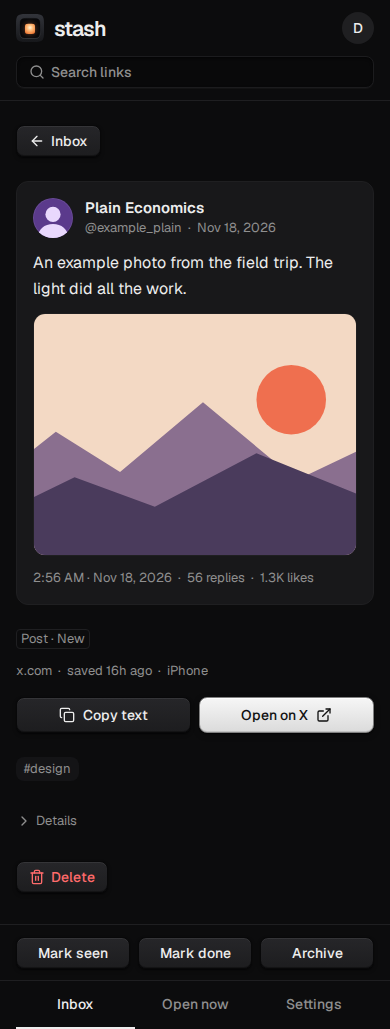 stash
D
Search links
Inbox
Plain Economics
@example_plain · Nov 18, 2026
An example photo from the field trip. The
light did all the work.
2:56 AM · Nov 18, 2026 · 56 replies · 1.3K likes
Post · New
x.com · saved 16h ago · iPhone
Copy text
Open on X
#design
Details
Delete
Mark seen
Mark done
Archive
Inbox
Open now
Settings